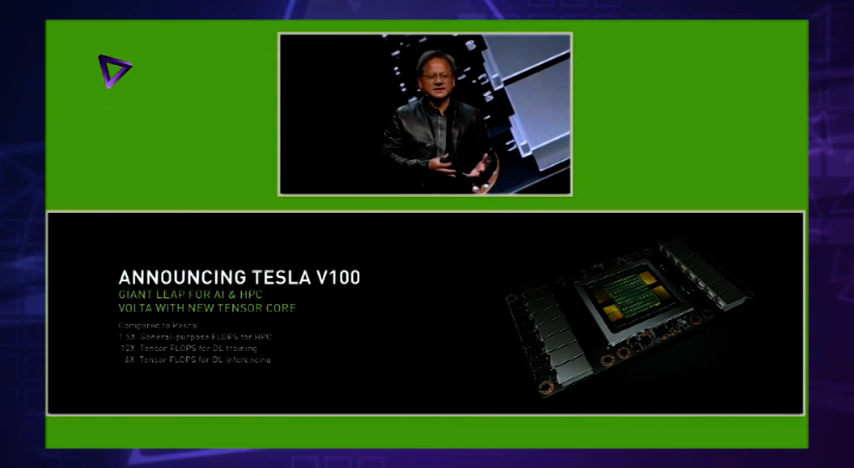 ANNOUNCING TESLA V100
GIANT LEAP FOR AI & HPC
VOLTA WITH NEW TENSOR CORE
Compared to Pascal
1.5X General-purpose FLOPS for HPC
12X Tensor FLOPS for DL training
6X Tensor FLOPS for DL inferencing